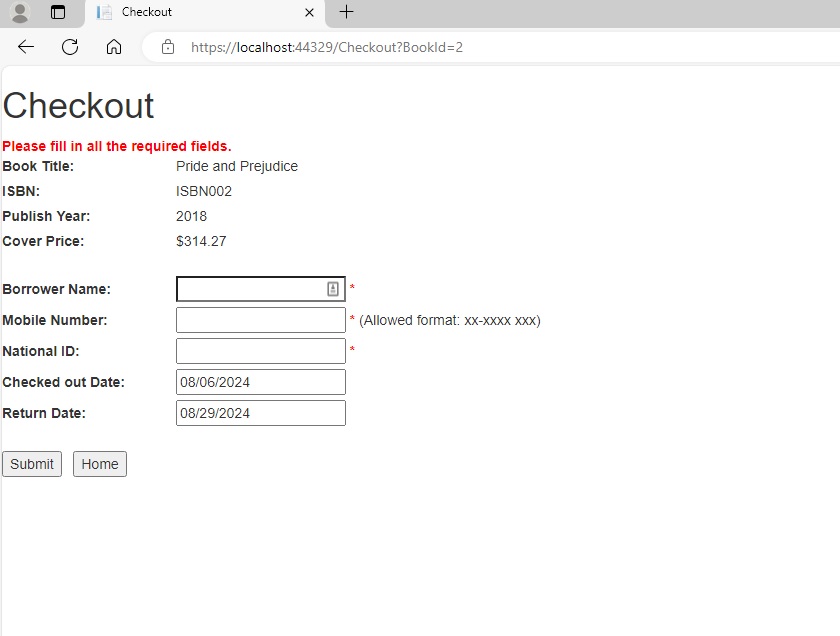 Checkout
https://localhost:44329/Checkout?BookId=2
Checkout
Please fill in all the required fields.
Book Title: Pride and Prejudice
ISBN: ISBN002
Publish Year: 2018
Cover Price: $314.27
Borrower Name: *
Mobile Number: * (Allowed format: xx-xxxx xxx)
National ID: *
Checked out Date: 08/06/2024
Return Date: 08/29/2024
Submit Home